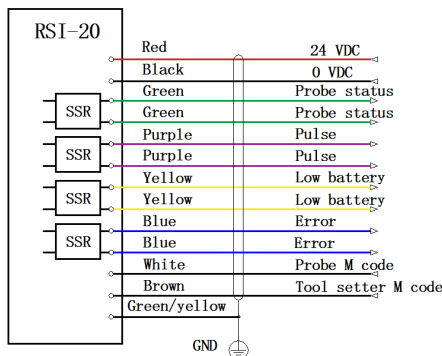 RSI-20
Red 24 VDC
Black 0 VDC
Green Probe status
SSR
Green Probe status
Purple Pulse
SSR
Purple Pulse
Yellow Low battery
SSR
Yellow Low battery
Blue Error
SSR
Blue Error
White Probe M code
Brown Tool setter M code
Green/yellow
GND